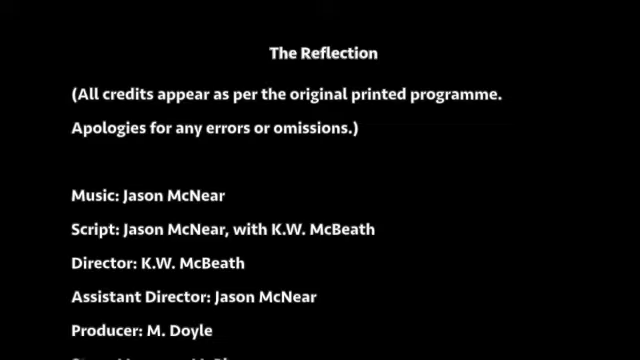 The Reflection
(All credits appear as per the original printed programme.
Apologies for any errors or omissions.)
Music: Jason McNear
Script: Jason McNear, with K.W. McBeath
Director: K.W. McBeath
Assistant Director: Jason McNear
Producer: M. Doyle